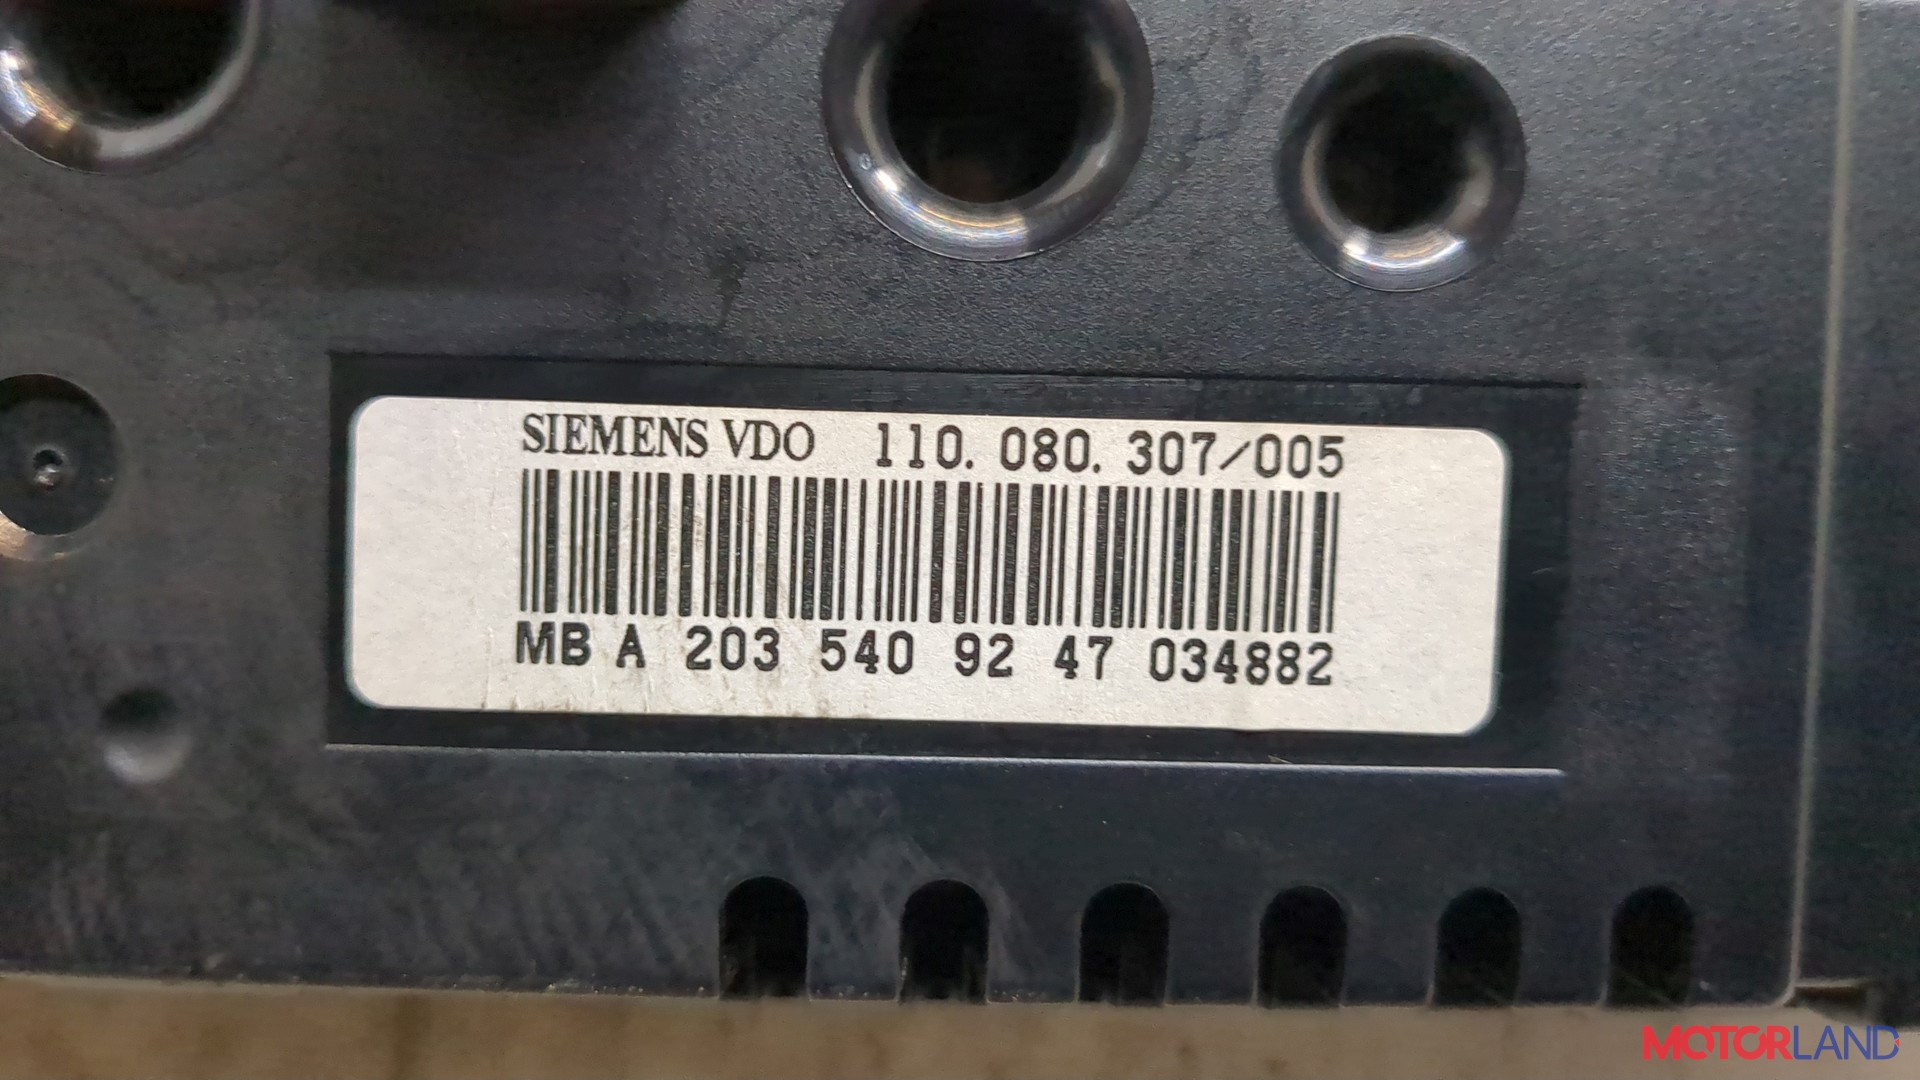 SIEMENS VDO 110. 080. 307/005
MB A 203 540 92 47 034882
MOTORLAND